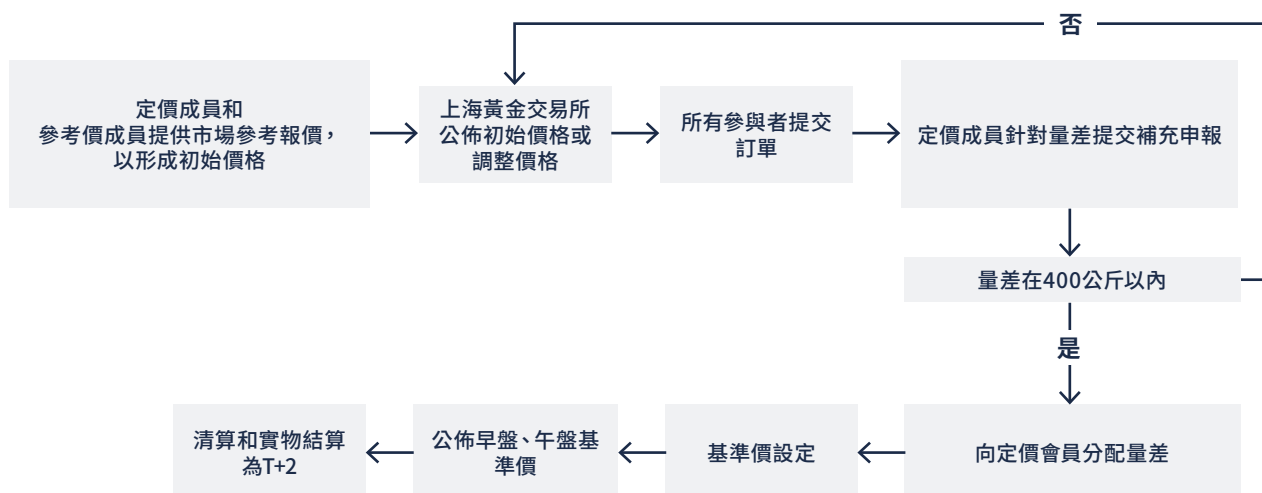 否
定價成員和
參考價成員提供市場參考報價，
以形成初始價格
上海黃金交易所
公佈初始價格或
調整價格
所有參與者提交
訂單
定價成員針對量差提交補充申報
量差在400公斤以內
是
清算和實物結算
為T+2
公佈早盤、午盤基
準價
基準價設定
向定價會員分配量差